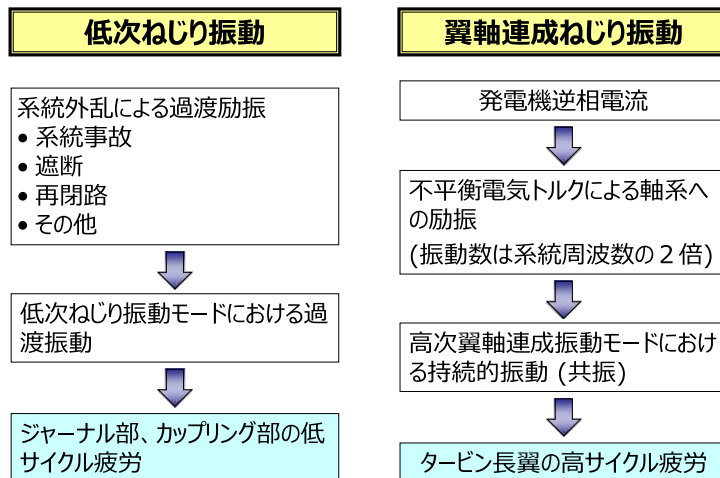 低次ねじり振動
系統外乱による過渡励振
• 系統事故
• 遮断
• 再閉路
• その他
低次ねじり振動モードにおける過
渡振動
ジャーナル部、カップリング部の低
サイクル疲労
翼軸連成ねじり振動
発電機逆相電流
不平衡電気トルクによる軸系へ
の励振
(振動数は系統周波数の2倍)
高次翼軸連成振動モードにおけ
る持続的振動 (共振)
タービン長翼の高サイクル疲労